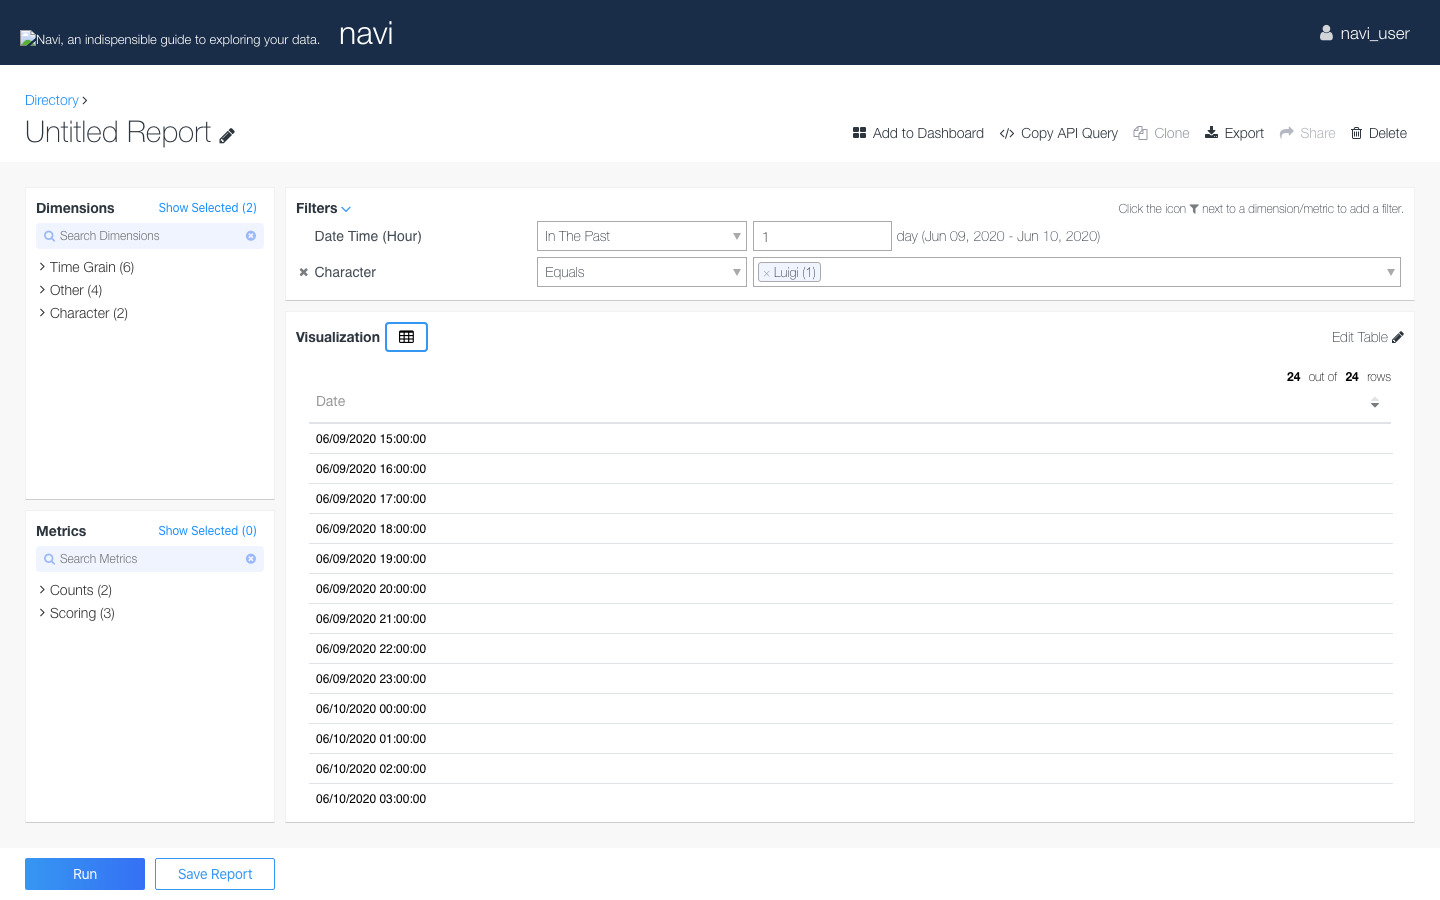 Navi, an indispensible guide to exploring your data.
navi
navi_user
Directory
Untitled Report
Add to Dashboard
Copy API Query
Clone
Export
Share
Delete
Dimensions
Show Selected (2)
Search Dimensions
Time Grain (6)
Other (4)
Character (2)
Metrics
Show Selected (0)
Search Metrics
Counts (2)
Scoring (3)
Filters
Click the icon next to a dimension/metric to add a filter.
Date Time (Hour)
In The Past
1
day (Jun 09, 2020 - Jun 10, 2020)
Character
Equals
× Luigi (1)
Visualization
Edit Table
24 out of 24 rows
Date
06/09/2020 15:00:00
06/09/2020 16:00:00
06/09/2020 17:00:00
06/09/2020 18:00:00
06/09/2020 19:00:00
06/09/2020 20:00:00
06/09/2020 21:00:00
06/09/2020 22:00:00
06/09/2020 23:00:00
06/10/2020 00:00:00
06/10/2020 01:00:00
06/10/2020 02:00:00
06/10/2020 03:00:00
Run
Save Report